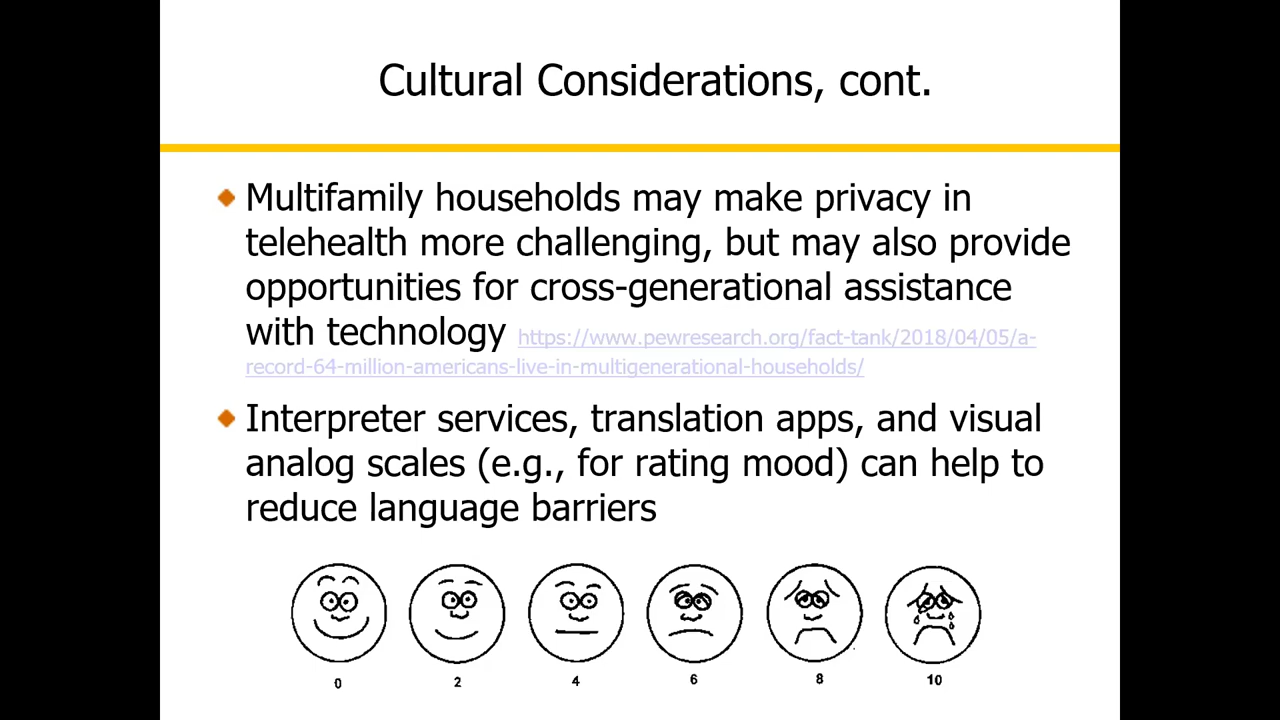 Cultural Considerations, cont.
Multifamily households may make privacy in
telehealth more challenging, but may also provide
opportunities for cross-generational assistance
with technology https://www.pewresearch.org/fact-tank/2018/04/05/a-
record-64-million-americans-live-in-multigenerational-households/
Interpreter services, translation apps, and visual
analog scales (e.g., for rating mood) can help to
reduce language barriers
0 2 4 6 8 10